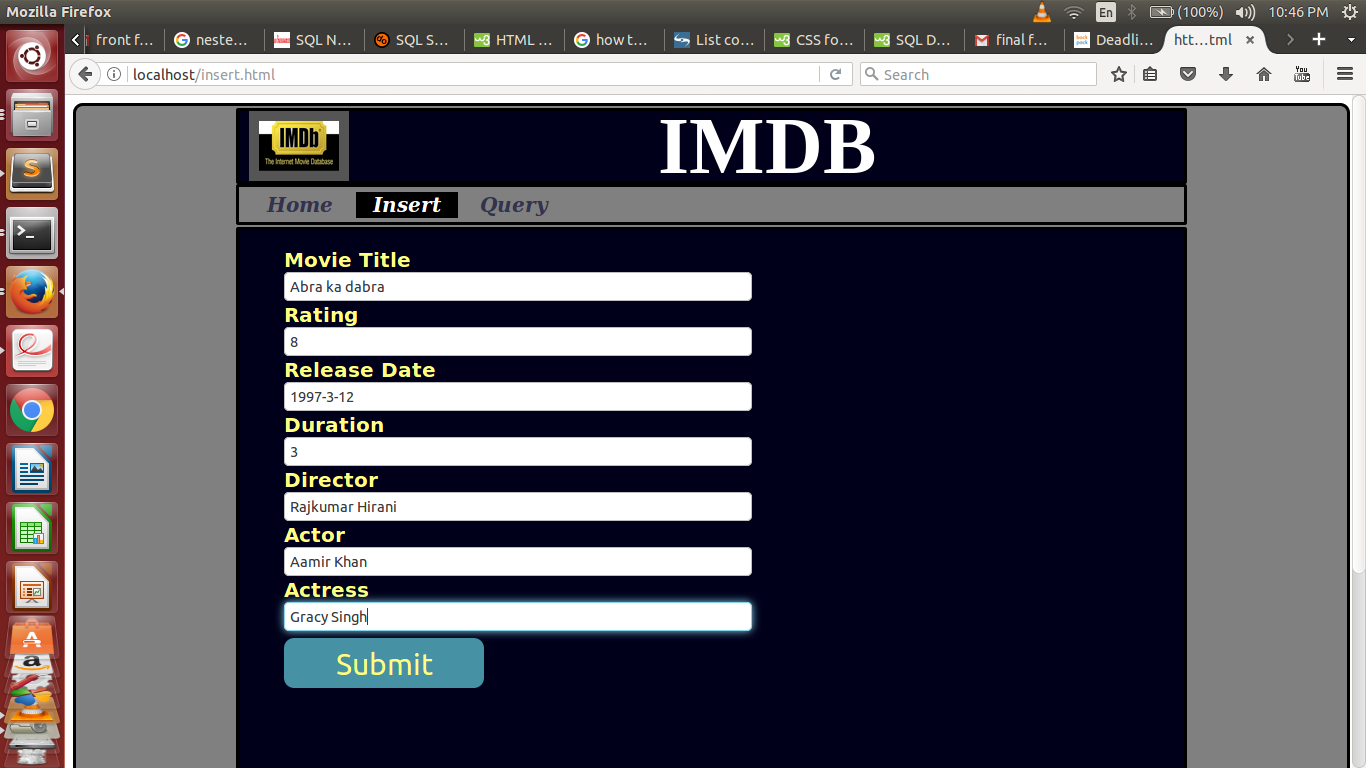 Mozilla Firefox
En
(100%)
10:46 PM
front f...
neste...
SQL N...
SQL S...
HTML ...
how t...
List co...
CSS fo...
SQL D...
final f...
Deadli...
htt...tml
localhost/insert.html
Search
You
Tube
IMDb
The Internet Movie Database
IMDB
Home
Insert
Query
Movie Title
Abra ka dabra
Rating
8
Release Date
1997-3-12
Duration
3
Director
Rajkumar Hirani
Actor
Aamir Khan
Actress
Gracy Singh
Submit